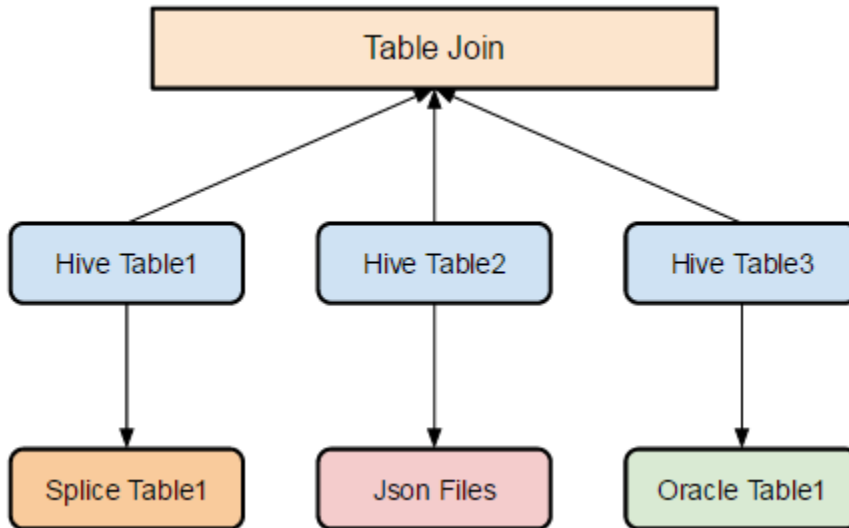 Table Join
Hive Table1
Hive Table2
Hive Table3
Splice Table1
Json Files
Oracle Table1